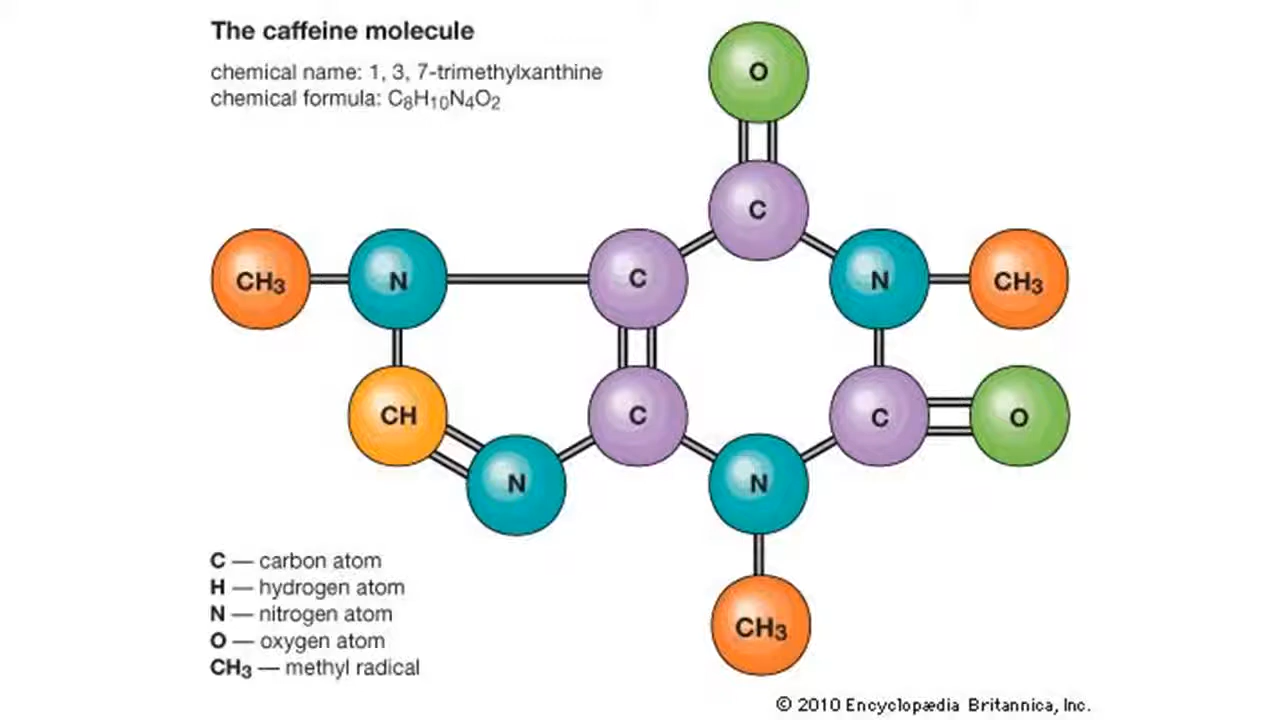 The caffeine molecule
chemical name: 1, 3, 7-trimethylxanthine
chemical formula: C₈H₁₀N₄O₂
O
C
CH₃ N C N CH₃
CH C C O
N N
CH₃
C — carbon atom
H — hydrogen atom
N — nitrogen atom
O — oxygen atom
CH₃ — methyl radical
© 2010 Encyclopædia Britannica, Inc.